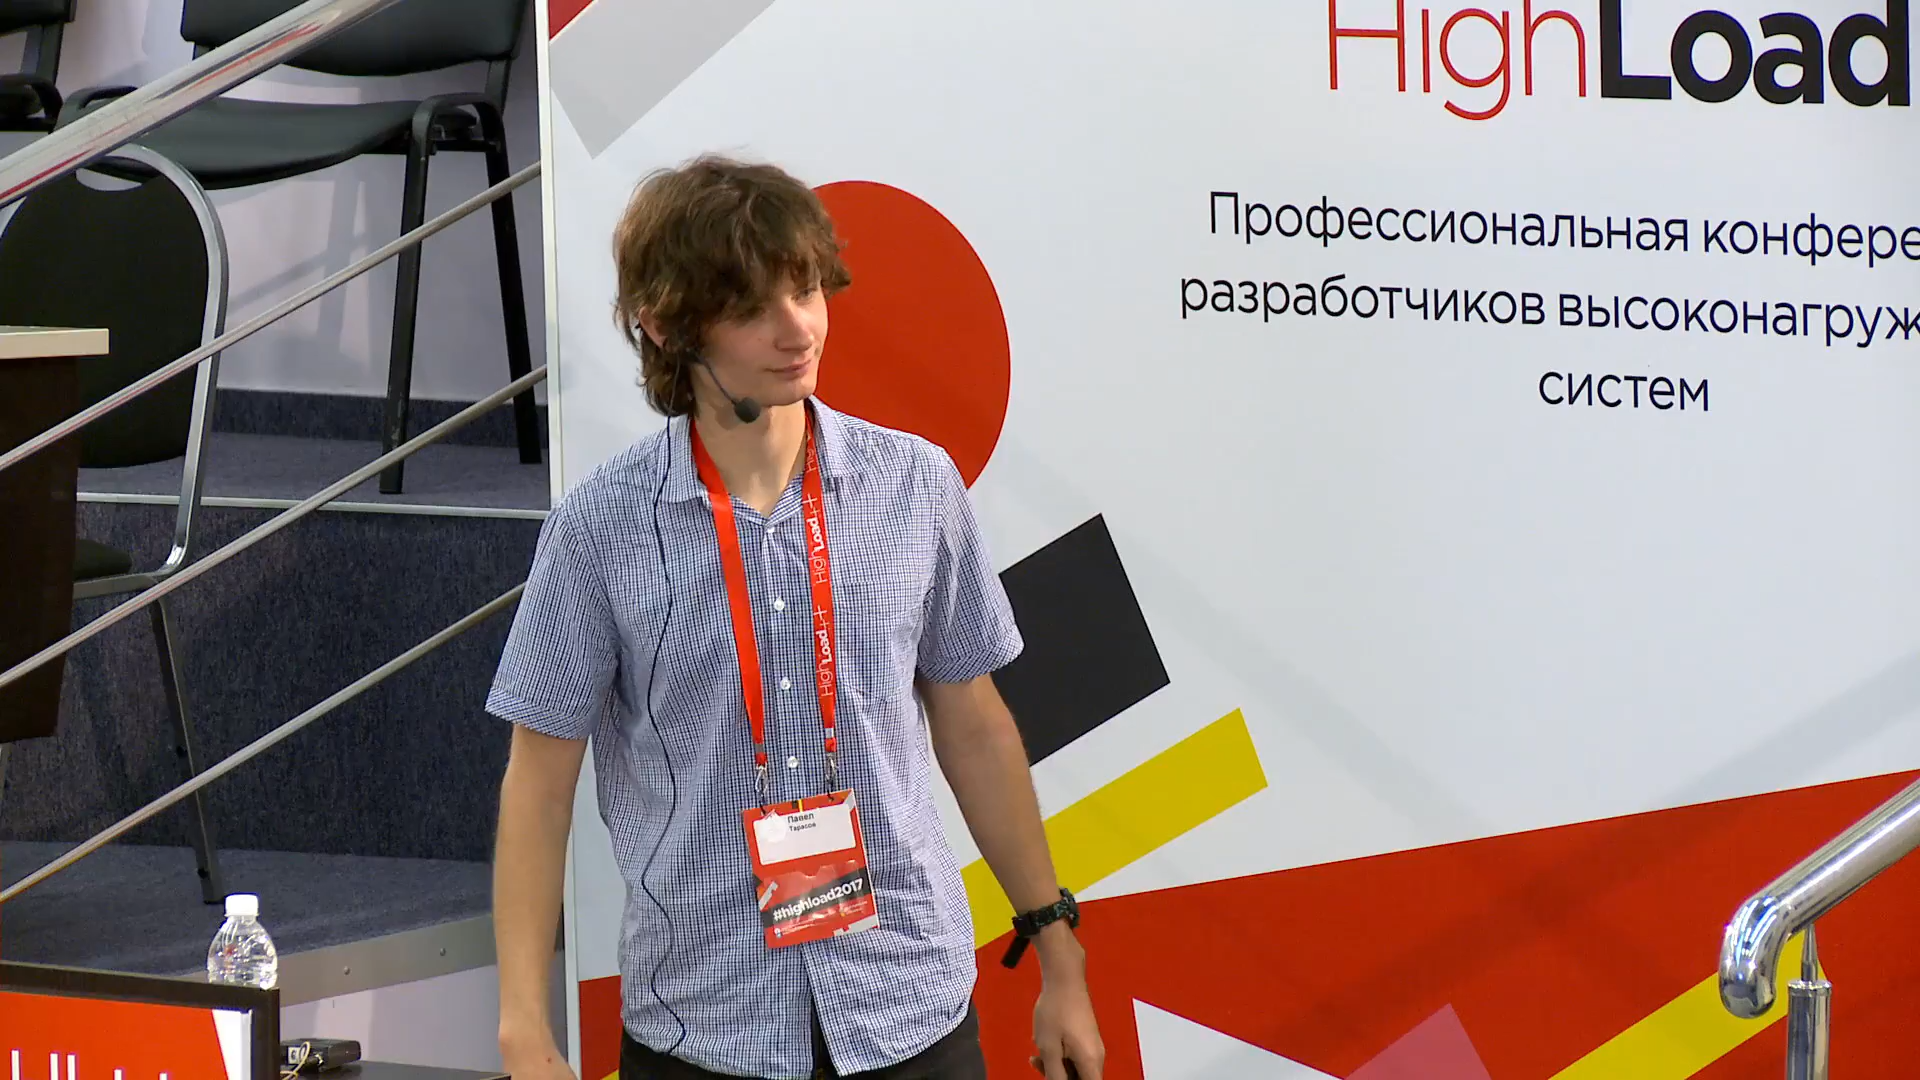 HighLoad
Профессиональная конфере
разработчиков высоконагруж
систем
HighLoad++
HighLoad++
Павел
Тарасов
#highload2017